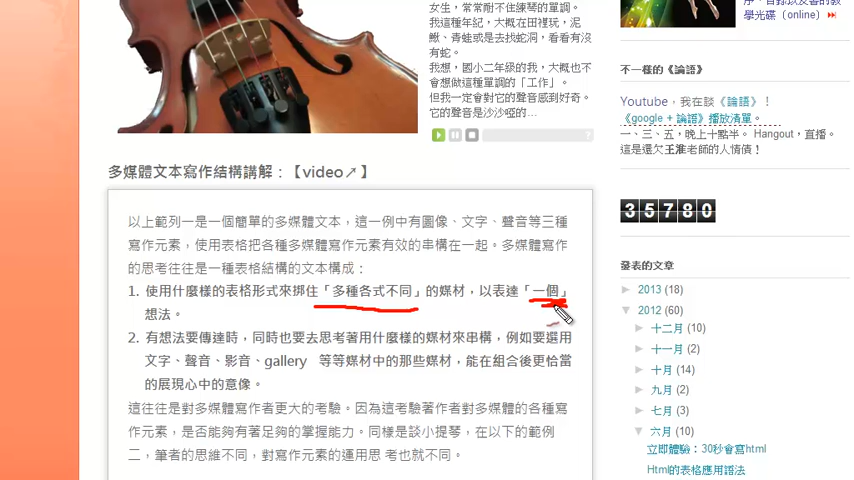 女生，常常耐不住練琴的單調。
我這種年紀，大概在田裡玩，泥
鰍、青蛙或是去找蛇洞，看看有沒
有蛇。
我想，國小二年級的我，大概也不
會想做這種單調的「工作」。
但我一定會對它的聲音感到好奇。
它的聲音是沙沙啞的…
多媒體文本寫作結構講解：【video↗】
以上範列一是一個簡單的多媒體文本，這一例中有圖像、文字、聲音等三種
寫作元素，使用表格把各種多媒體寫作元素有效的串構在一起。多媒體寫作
的思考往往是一種表格結構的文本構成：
1. 使用什麼樣的表格形式來挷住「多種各式不同」的媒材，以表達「一個」
想法。
2. 有想法要傳達時，同時也要去思考著用什麼樣的媒材來串構，例如要選用
文字、聲音、影音、gallery 等等媒材中的那些媒材，能在組合後更恰當
的展現心中的意像。
這往往是對多媒體寫作者更大的考驗。因為這考驗著作者對多媒體的各種寫
作元素，是否能夠有著足夠的掌握能力。同樣是談小提琴，在以下的範例
二，筆者的思維不同，對寫作元素的運用思 考也就不同。
學光碟（online）
不一樣的《論語》
Youtube，我在談《論語》！
《google + 論語》播放清單。
一、三、五，晚上十點半。 Hangout，直播。
這是還欠王淮老師的人情債！
35780
發表的文章
► 2013 (18)
▼ 2012 (60)
► 十二月 (10)
► 十一月 (2)
► 十月 (14)
► 九月 (2)
► 七月 (3)
▼ 六月 (10)
立即體驗：30秒會寫html
Html的表格應用語法